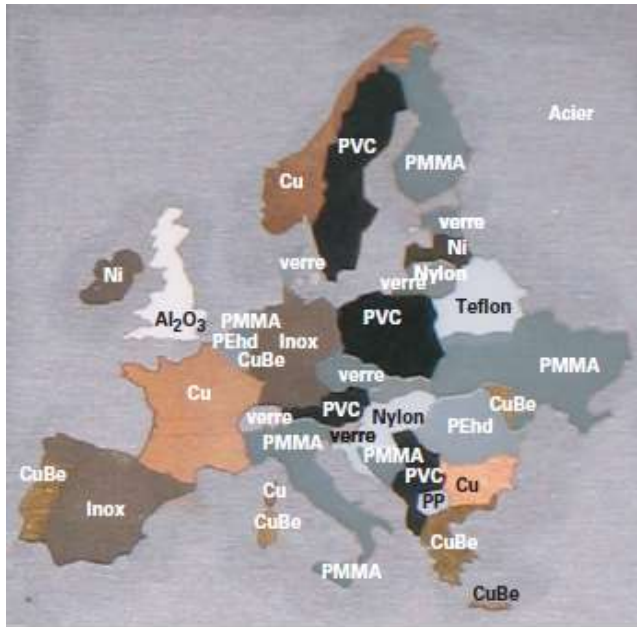 Acier
PVC
PMMA
Cu
verre
Ni
verre
Ni
Nylon
verre
Teflon
Al2O3
PMMA
PEhd
Inox
CuBe
PVC
PMMA
verre
Cu
PVC
CuBe
verre
Nylon
PEhd
PMMA
verre
PMMA
CuBe
PVC
Cu
Inox
Cu
PP
CuBe
CuBe
PMMA
CuBe